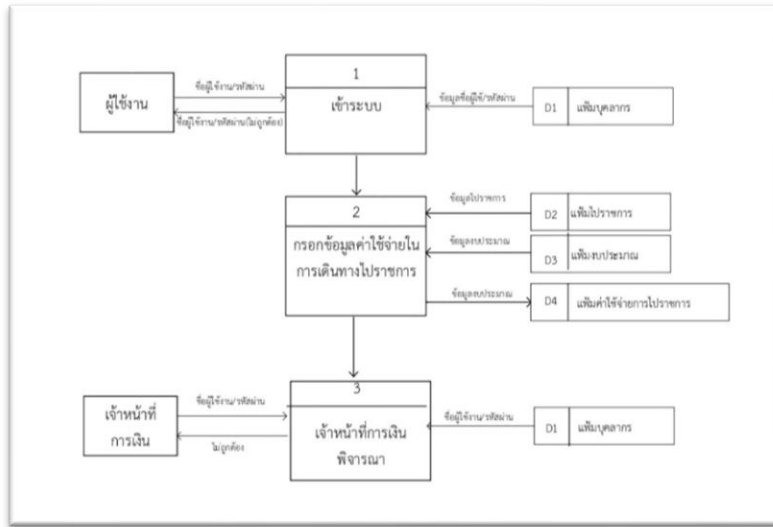 1
ผู้ใช้งาน
ชื่อผู้ใช้งาน/รหัสผ่าน
ชื่อผู้ใช้งาน/รหัสผ่าน(ไม่ถูกต้อง)
เข้าระบบ
ข้อมูลชื่อผู้ใช้/รหัสผ่าน
D1 แฟ้มบุคลากร
2
กรอกข้อมูลค่าใช้จ่ายใน
การเดินทางไปราชการ
ข้อมูลไปราชการ
D2 แฟ้มไปราชการ
ข้อมูลงบประมาณ
D3 แฟ้มงบประมาณ
ข้อมูลงบประมาณ
D4 แฟ้มค่าใช้จ่ายการไปราชการ
3
เจ้าหน้าที่
การเงิน
ชื่อผู้ใช้งาน/รหัสผ่าน
ไม่ถูกต้อง
เจ้าหน้าที่การเงิน
พิจารณา
ชื่อผู้ใช้งาน/รหัสผ่าน
D1 แฟ้มบุคลากร